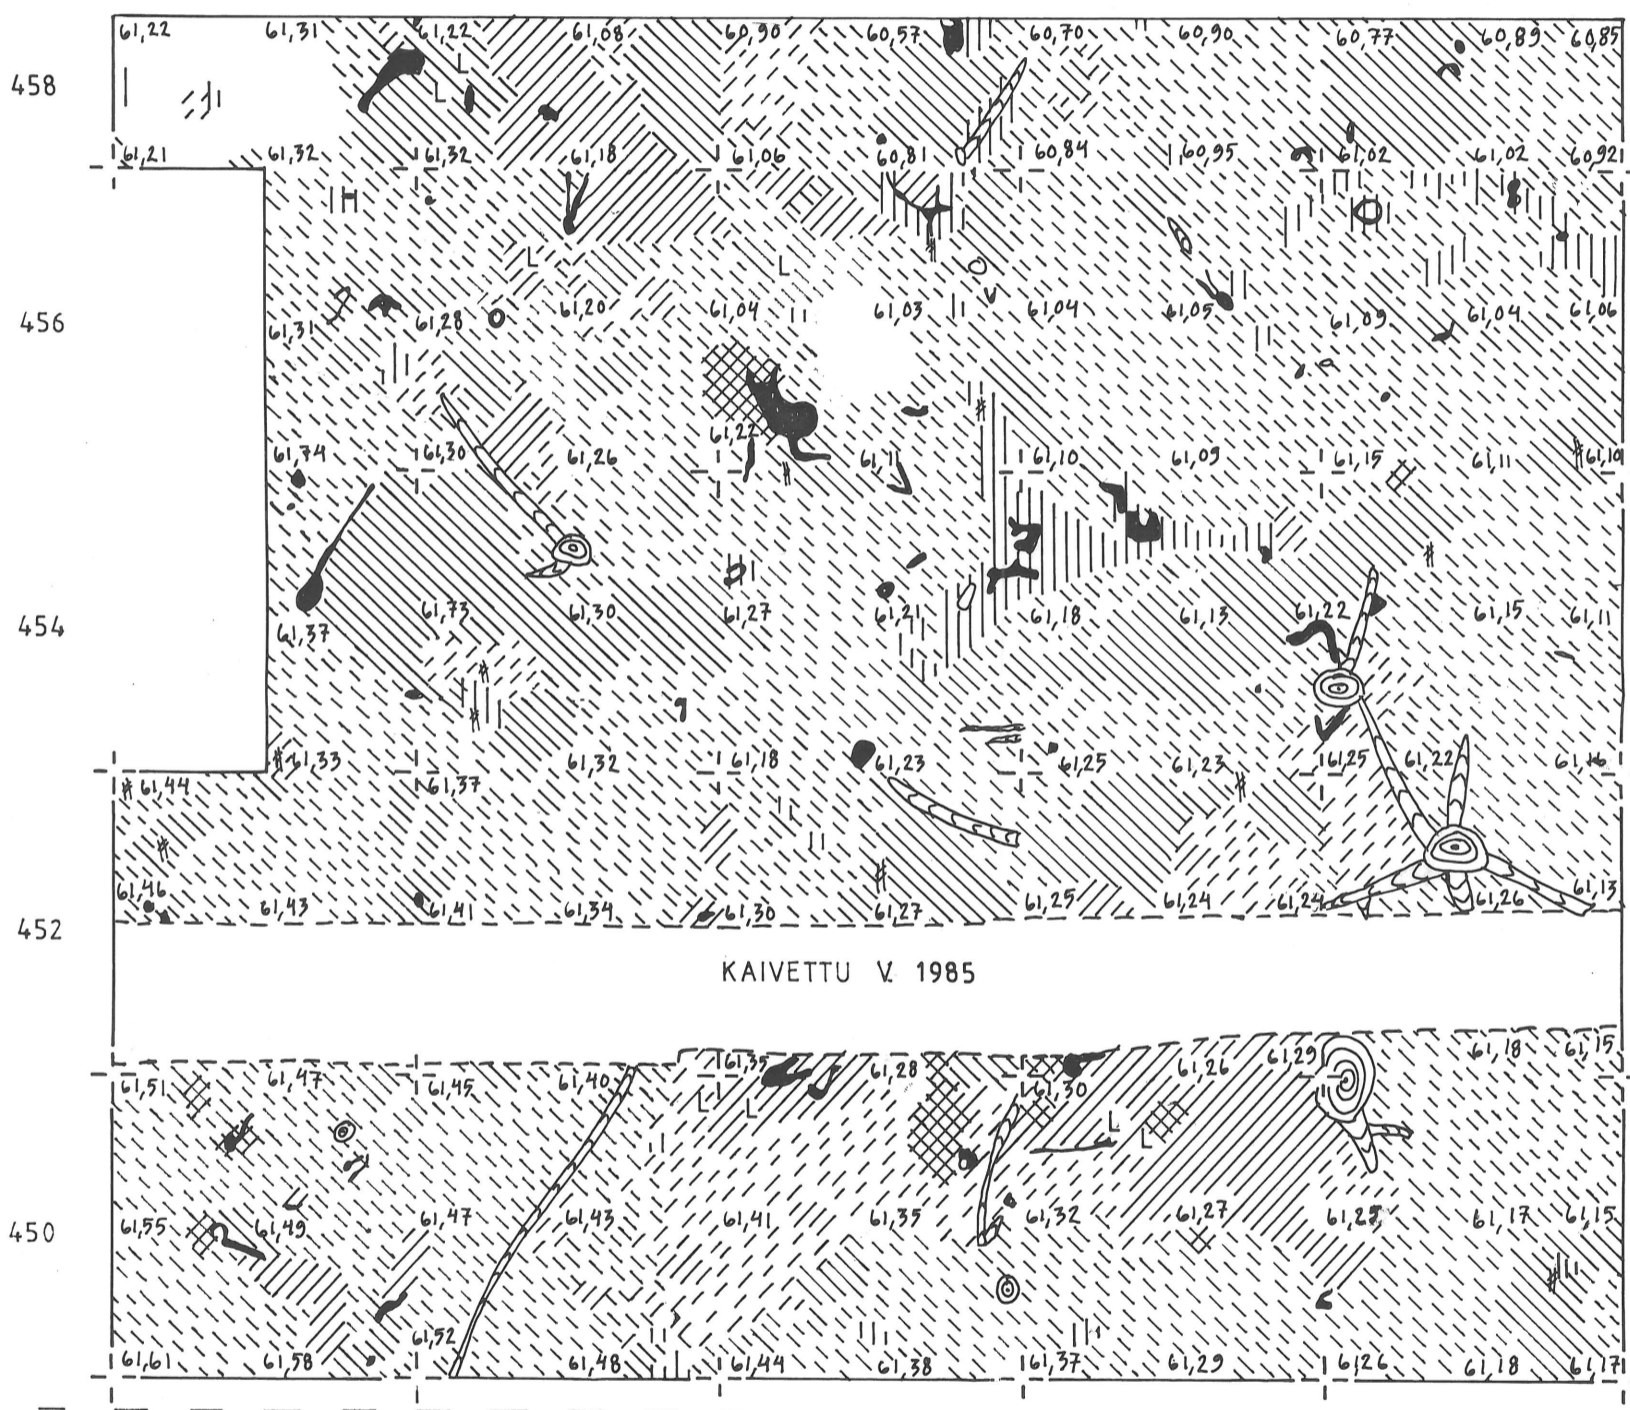 61,22 61,31 61,22 61,08 60,90 60,57 60,70 60,90 60,77 60,89 60,85
458
L
L
61,21 61,32 61,32 61,18 61,06 60,81 60,84 60,95 61,02 61,02 60,92
L L
456 61,31 61,28 61,20 61,04 61,03 61,04 61,05 61,09 61,04 61,06
61,74 61,30 61,26 61,22 61,11 61,10 61,09 61,15 61,11 61,10
454 61,37 61,73 61,30 61,27 61,21 61,18 61,13 61,22 61,15 61,11
61,44 61,33 61,37 61,32 61,18 61,23 61,25 61,23 61,25 61,22 61,16
61,46 61,43 61,41 61,34 61,30 61,27 61,25 61,24 61,24 61,26 61,13
452
KAIVETTU V. 1985
61,51 61,47 61,45 61,40 61,35 61,28 61,30 61,26 61,29 61,18 61,15
L L L L
450 61,55 61,49 61,47 61,43 61,41 61,35 61,32 61,27 61,17 61,15
61,52
61,61 61,58 61,48 61,44 61,38 61,37 61,29 61,26 61,18 61,17